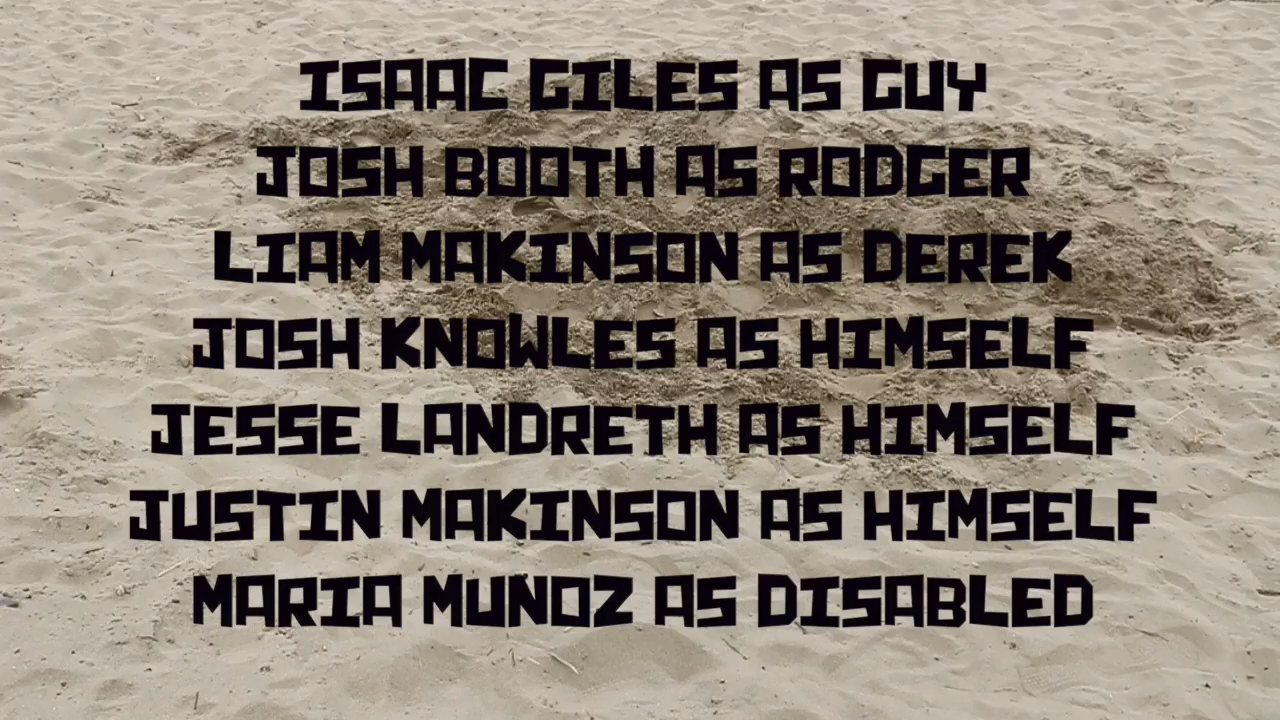 ISAAC GILES AS GUY
JOSH BOOTH AS RODGER
LIAM MAKINSON AS DEREK
JOSH KNOWLES AS HIMSELF
JESSE LANDRETH AS HIMSELF
JUSTIN MAKINSON AS HIMSELF
MARIA MUÑOZ AS DISABLED